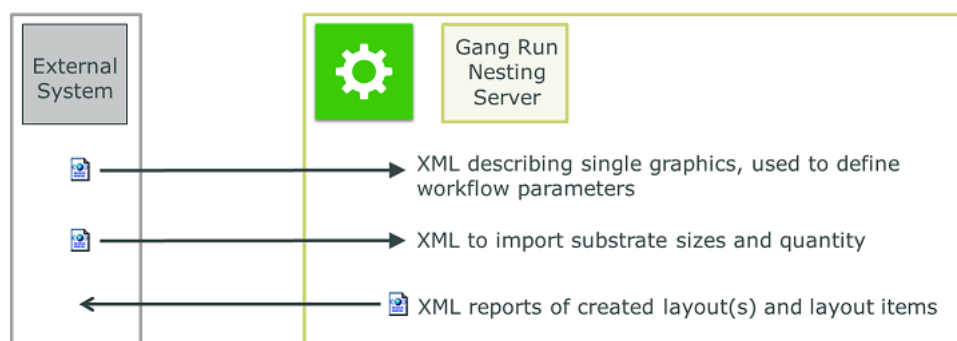 External
System
Gang Run
Nesting
Server
XML describing single graphics, used to define
workflow parameters
XML to import substrate sizes and quantity
XML reports of created layout(s) and layout items